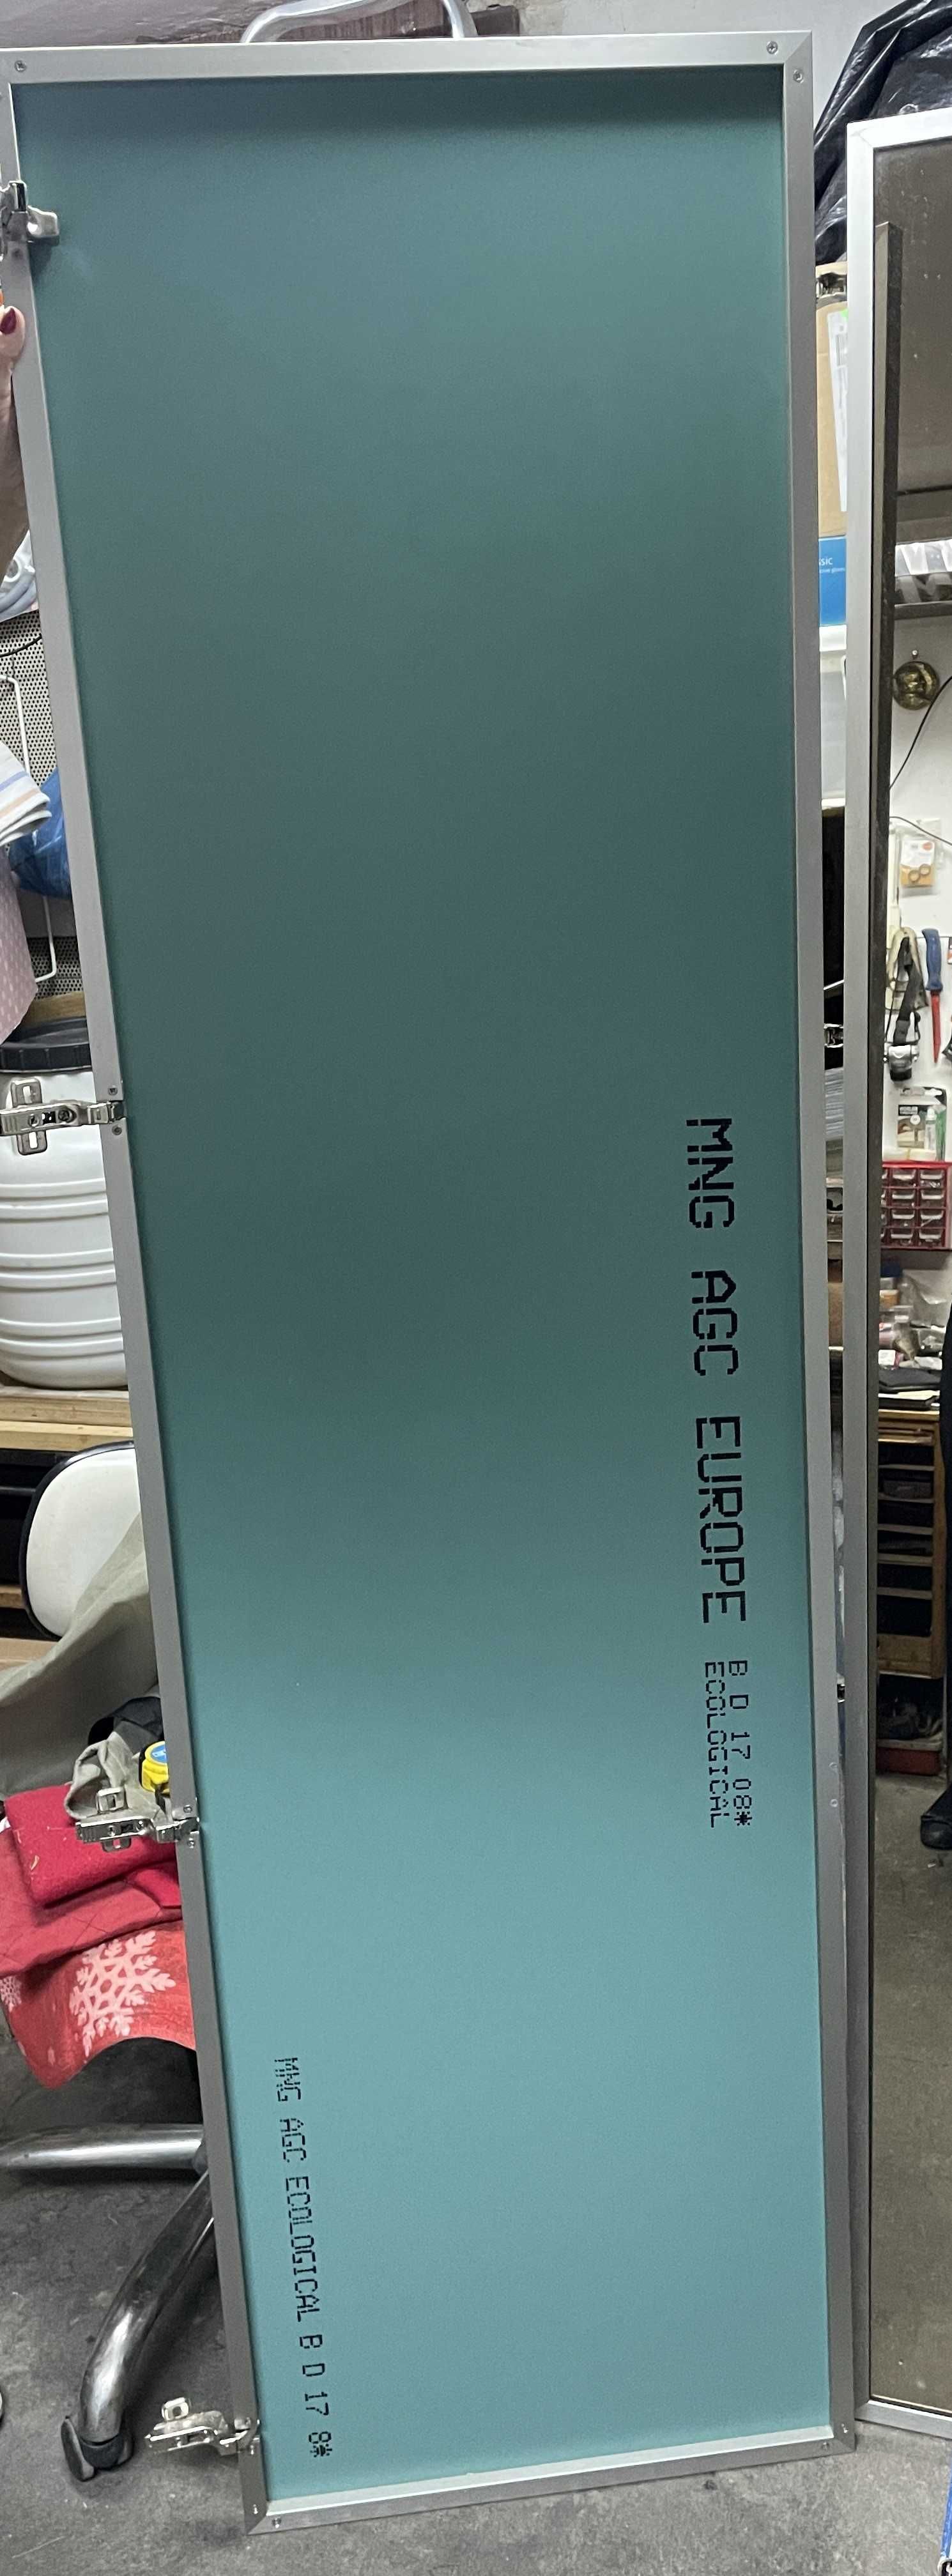 MNG AGC EUROPE
B D 17 08*
ECOLOGICAL
MNG AGC ECOLOGICAL B D 17 8*